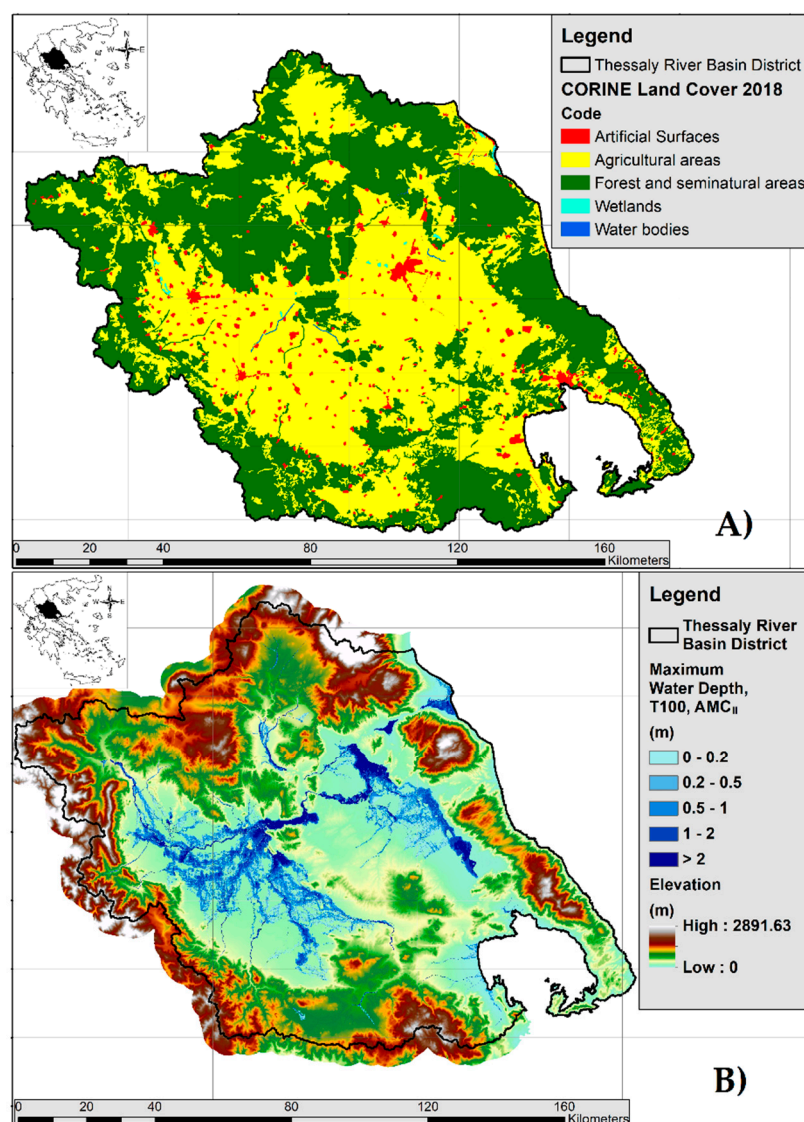 N
W E
S
Legend
Thessaly River Basin District
CORINE Land Cover 2018
Code
Artificial Surfaces
Agricultural areas
Forest and seminatural areas
Wetlands
Water bodies
A)
0 20 40 80 120 160
Kilometers
N
W E
S
Legend
Thessaly River
Basin District
Maximum
Water Depth,
T100, AMCII
(m)
0 - 0.2
0.2 - 0.5
0.5 - 1
1 - 2
> 2
Elevation
(m)
High : 2891.63
Low : 0
B)
0 20 40 80 120 160
Kilometers